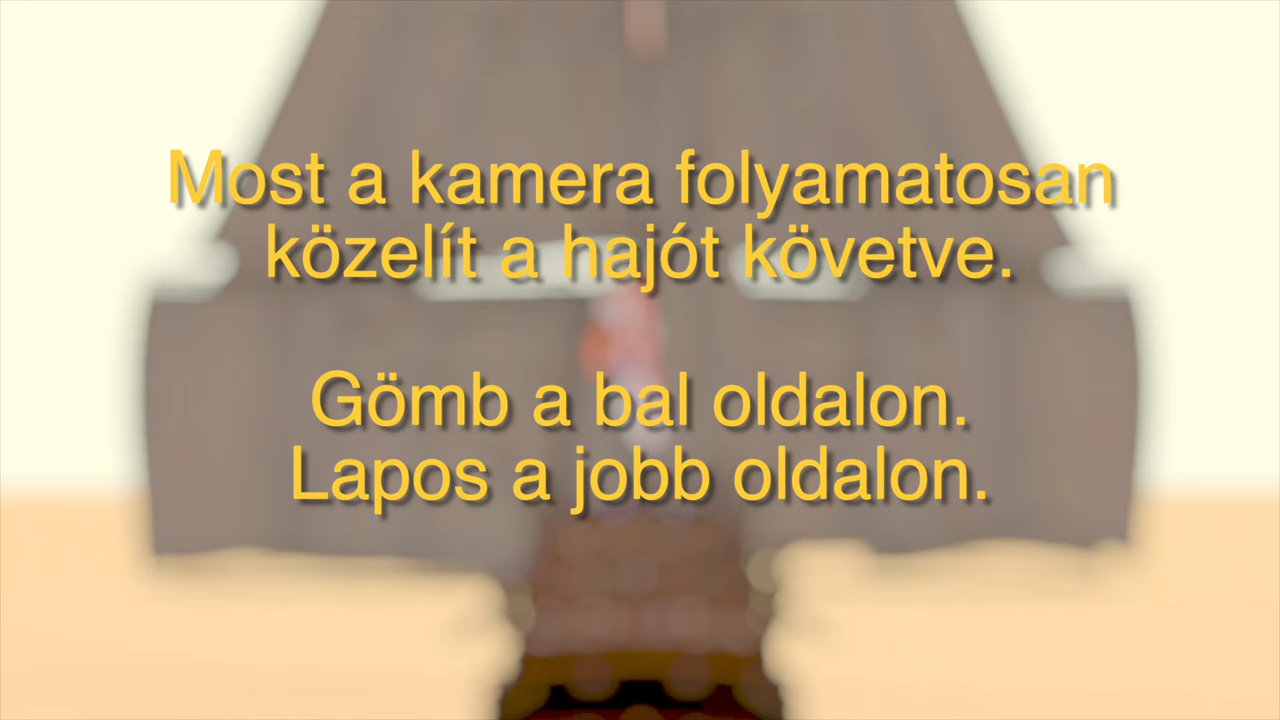 Most a kamera folyamatosan
közelít a hajót követve.
Gömb a bal oldalon.
Lapos a jobb oldalon.